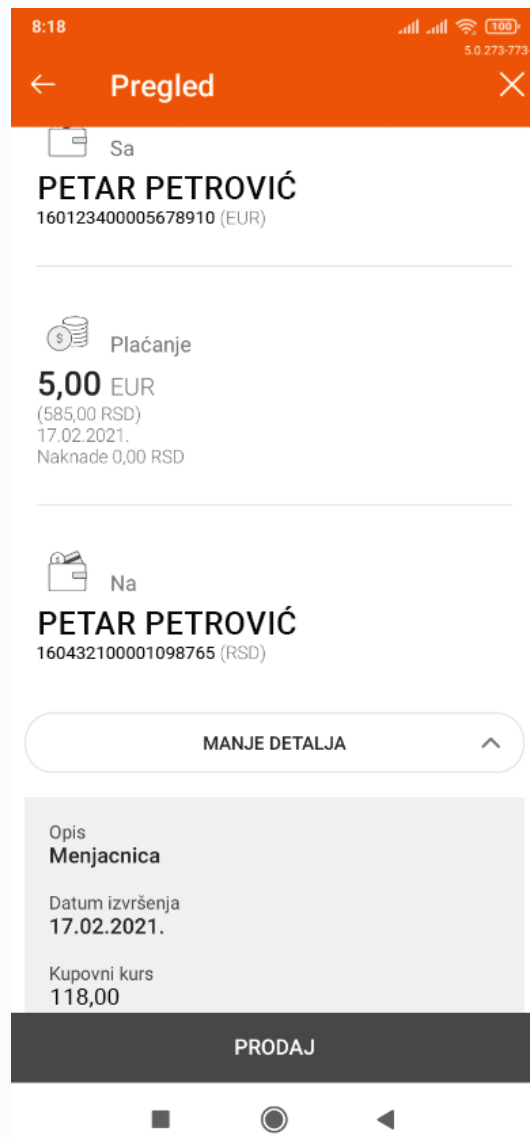 8:18
100
5.0.273-773-
Pregled
Sa
PETAR PETROVIĆ
160123400005678910 (EUR)
Plaćanje
5,00 EUR
(585,00 RSD)
17.02.2021.
Naknade 0,00 RSD
Na
PETAR PETROVIĆ
160432100001098765 (RSD)
MANJE DETALJA
Opis
Menjacnica
Datum izvršenja
17.02.2021.
Kupovni kurs
118,00
PRODAJ